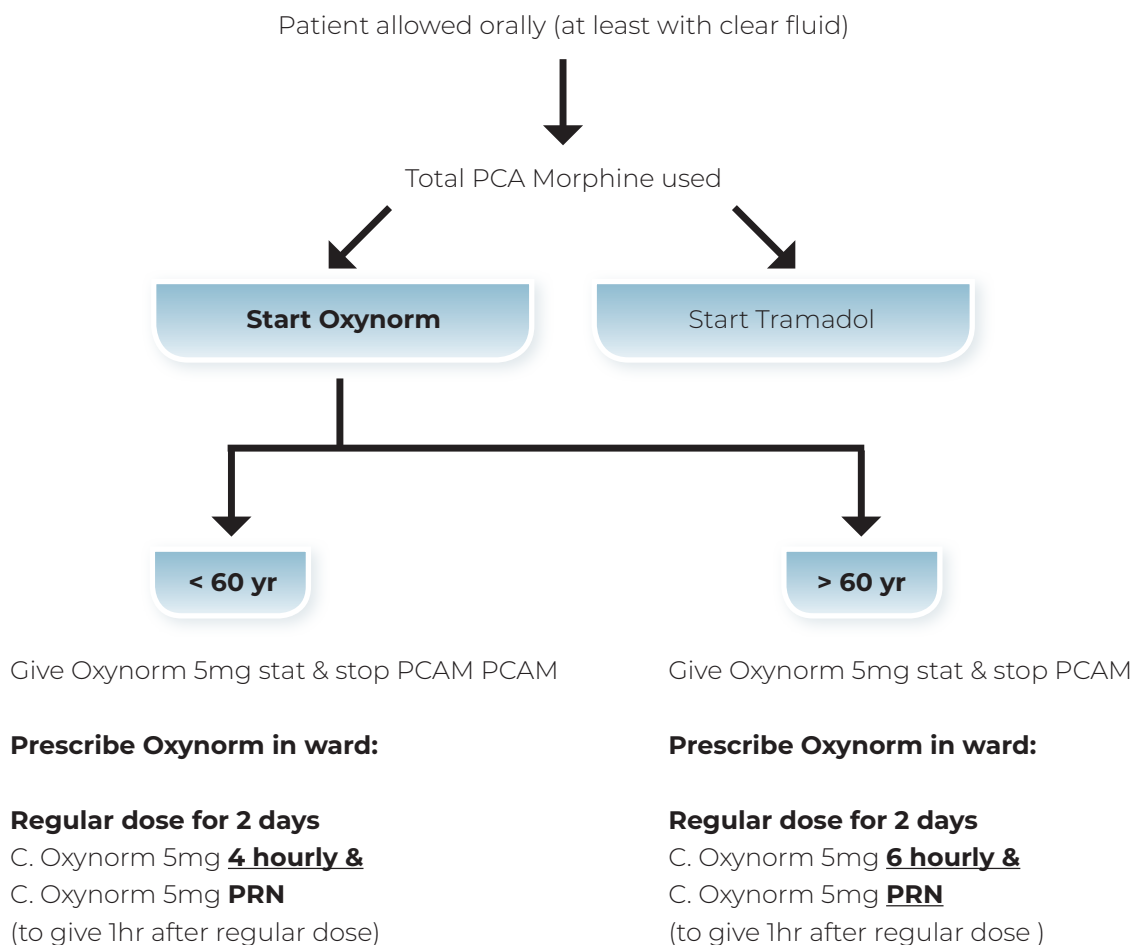 Patient allowed orally (at least with clear fluid)
Total PCA Morphine used
Start Oxynorm
Start Tramadol
< 60 yr
> 60 yr
Give Oxynorm 5mg stat & stop PCAM PCAM
Prescribe Oxynorm in ward:
Regular dose for 2 days
C. Oxynorm 5mg 4 hourly &
C. Oxynorm 5mg PRN
(to give 1hr after regular dose)
Give Oxynorm 5mg stat & stop PCAM
Prescribe Oxynorm in ward:
Regular dose for 2 days
C. Oxynorm 5mg 6 hourly &
C. Oxynorm 5mg PRN
(to give 1hr after regular dose )